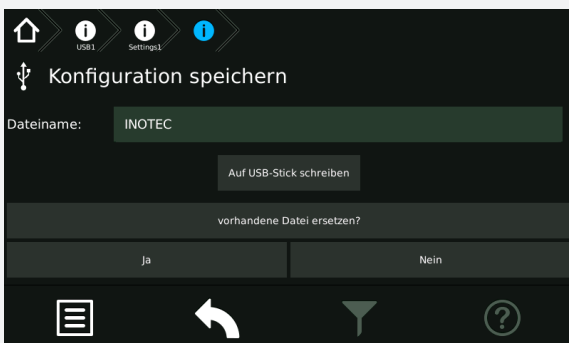 USB1
Settings1
Konfiguration speichern
Dateiname: INOTEC
Auf USB-Stick schreiben
vorhandene Datei ersetzen?
Ja Nein